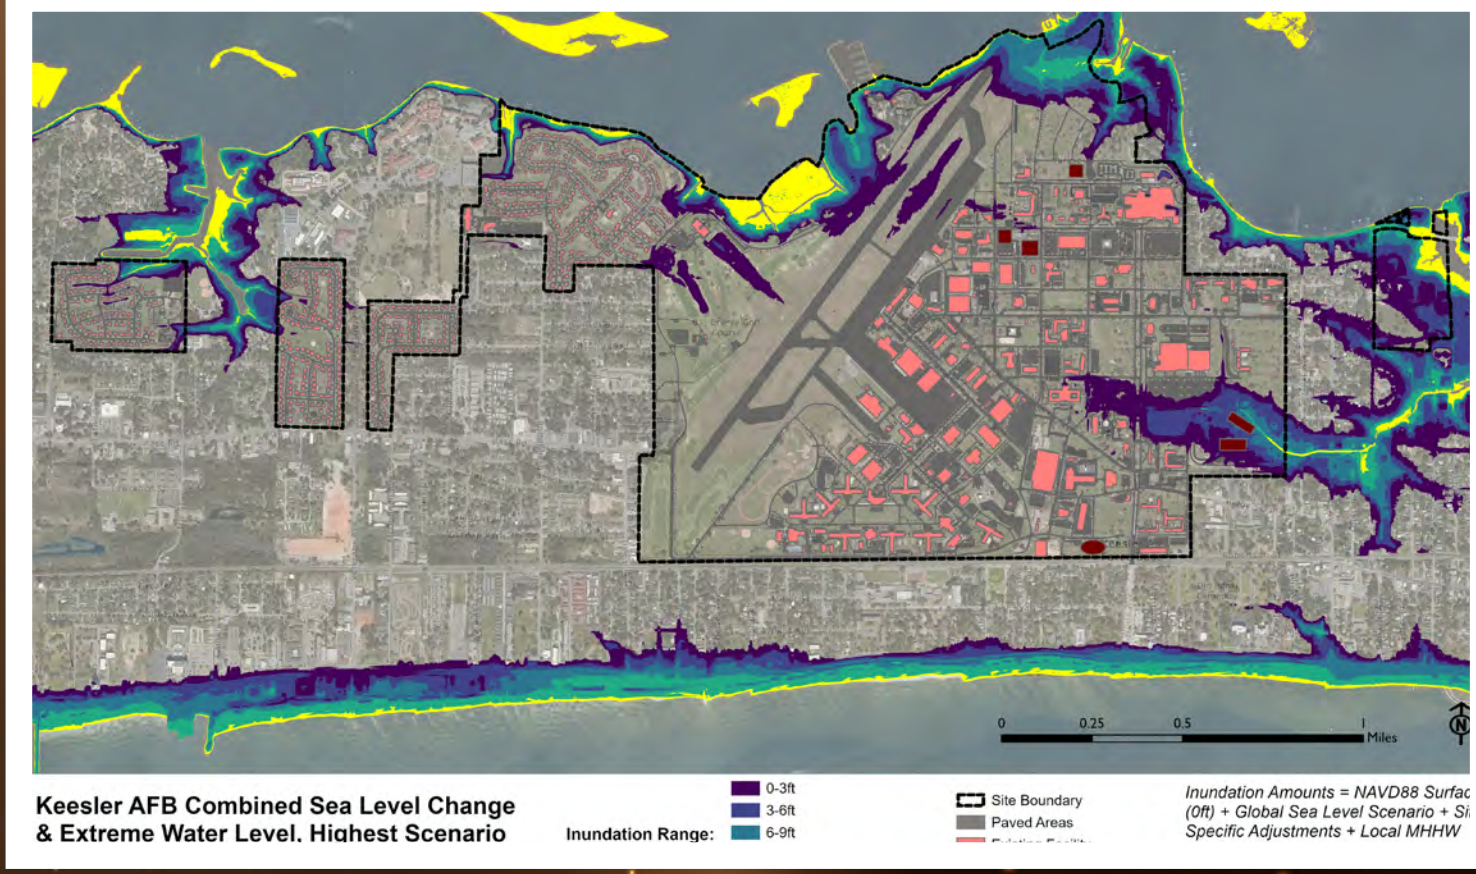 0
0.25
0.5
1
Miles
N
Keesler AFB Combined Sea Level Change
& Extreme Water Level, Highest Scenario
Inundation Range:
0-3ft
3-6ft
6-9ft
Site Boundary
Paved Areas
Existing Facility
Inundation Amounts = NAVD88 Surfac
(0ft) + Global Sea Level Scenario + Si
Specific Adjustments + Local MHHW